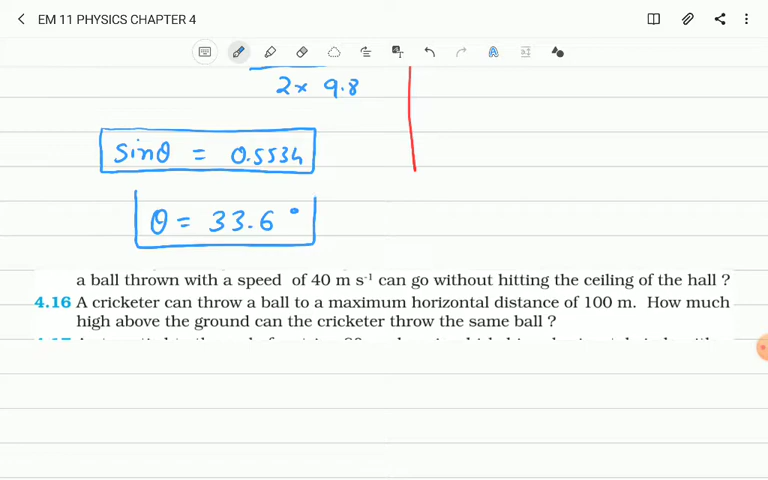 EM 11 PHYSICS CHAPTER 4
2 x 9.8
sinθ = 0.5534
θ = 33.6°
a ball thrown with a speed of 40 m s⁻¹ can go without hitting the ceiling of the hall ?
4.16 A cricketer can throw a ball to a maximum horizontal distance of 100 m. How much
high above the ground can the cricketer throw the same ball ?